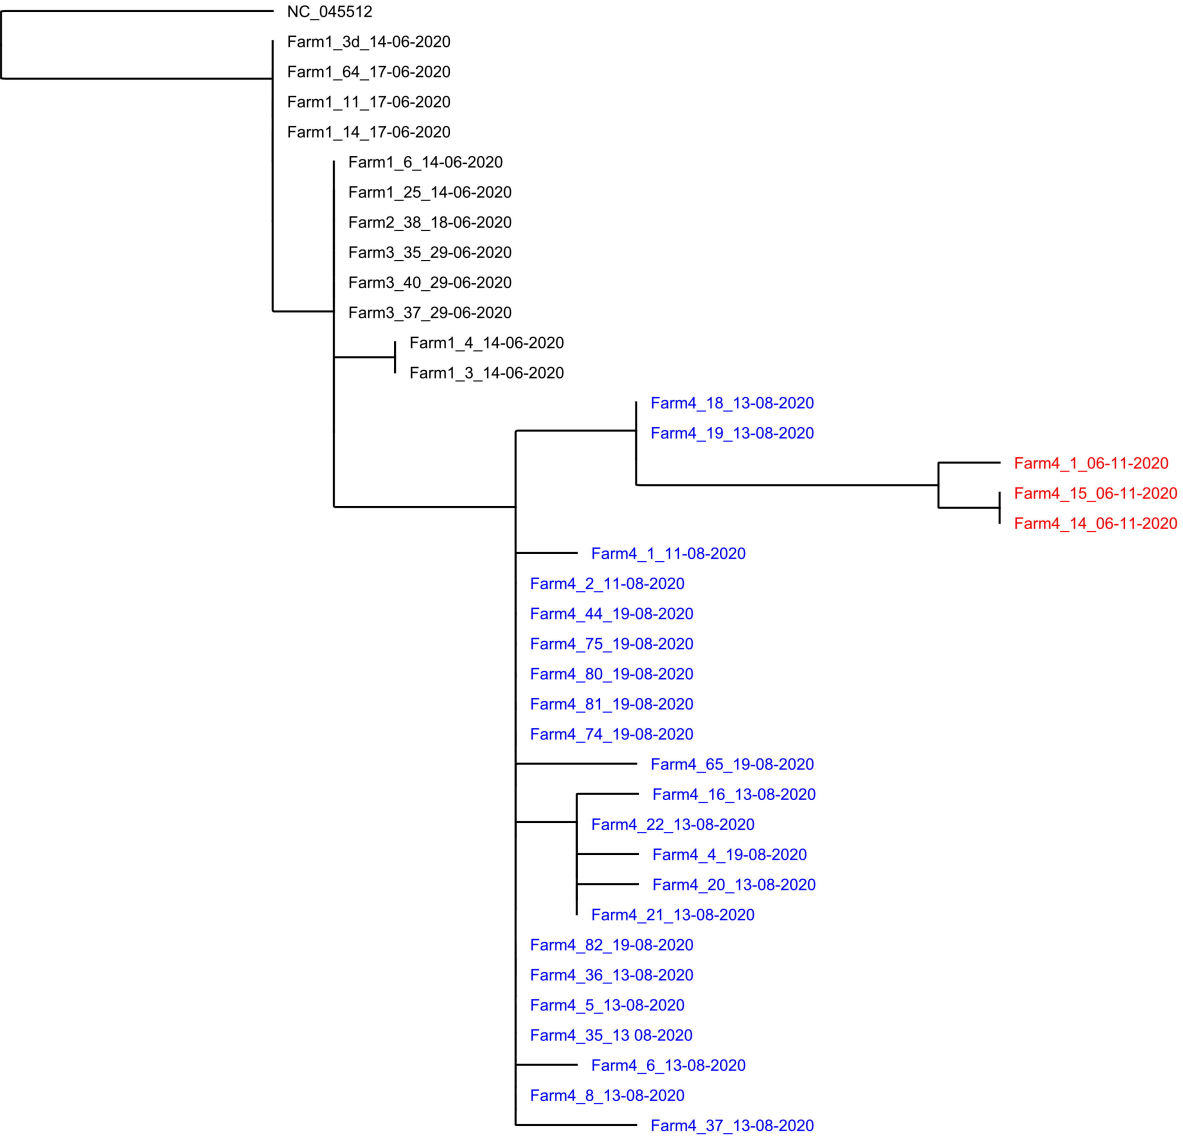 NC_045512
Farm1_3d_14-06-2020
Farm1_64_17-06-2020
Farm1_11_17-06-2020
Farm1_14_17-06-2020
Farm1_6_14-06-2020
Farm1_25_14-06-2020
Farm2_38_18-06-2020
Farm3_35_29-06-2020
Farm3_40_29-06-2020
Farm3_37_29-06-2020
Farm1_4_14-06-2020
Farm1_3_14-06-2020
Farm4_18_13-08-2020
Farm4_19_13-08-2020
Farm4_1_06-11-2020
Farm4_15_06-11-2020
Farm4_14_06-11-2020
Farm4_1_11-08-2020
Farm4_2_11-08-2020
Farm4_44_19-08-2020
Farm4_75_19-08-2020
Farm4_80_19-08-2020
Farm4_81_19-08-2020
Farm4_74_19-08-2020
Farm4_65_19-08-2020
Farm4_16_13-08-2020
Farm4_22_13-08-2020
Farm4_4_19-08-2020
Farm4_20_13-08-2020
Farm4_21_13-08-2020
Farm4_82_19-08-2020
Farm4_36_13-08-2020
Farm4_5_13-08-2020
Farm4_35_13 08-2020
Farm4_6_13-08-2020
Farm4_8_13-08-2020
Farm4_37_13-08-2020